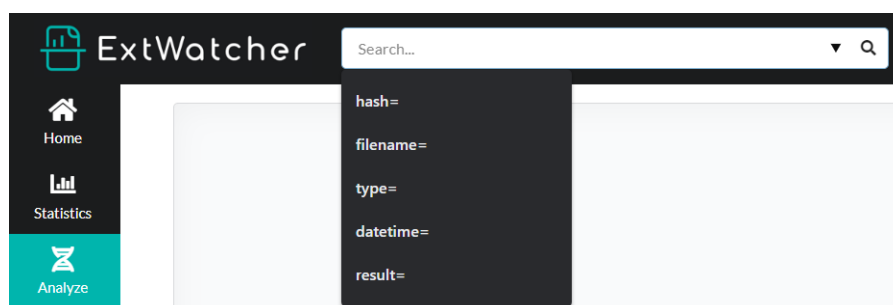 ExtWatcher
Search...
Home
Statistics
Analyze
hash=
filename=
type=
datetime=
result=